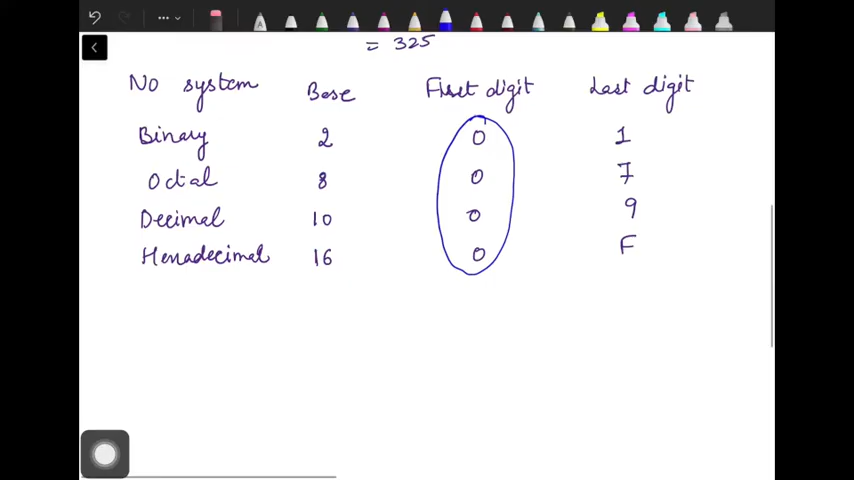 = 325
No system Base First digit Last digit
Binary 2 0 1
Octal 8 0 7
Decimal 10 0 9
Hexadecimal 16 0 F